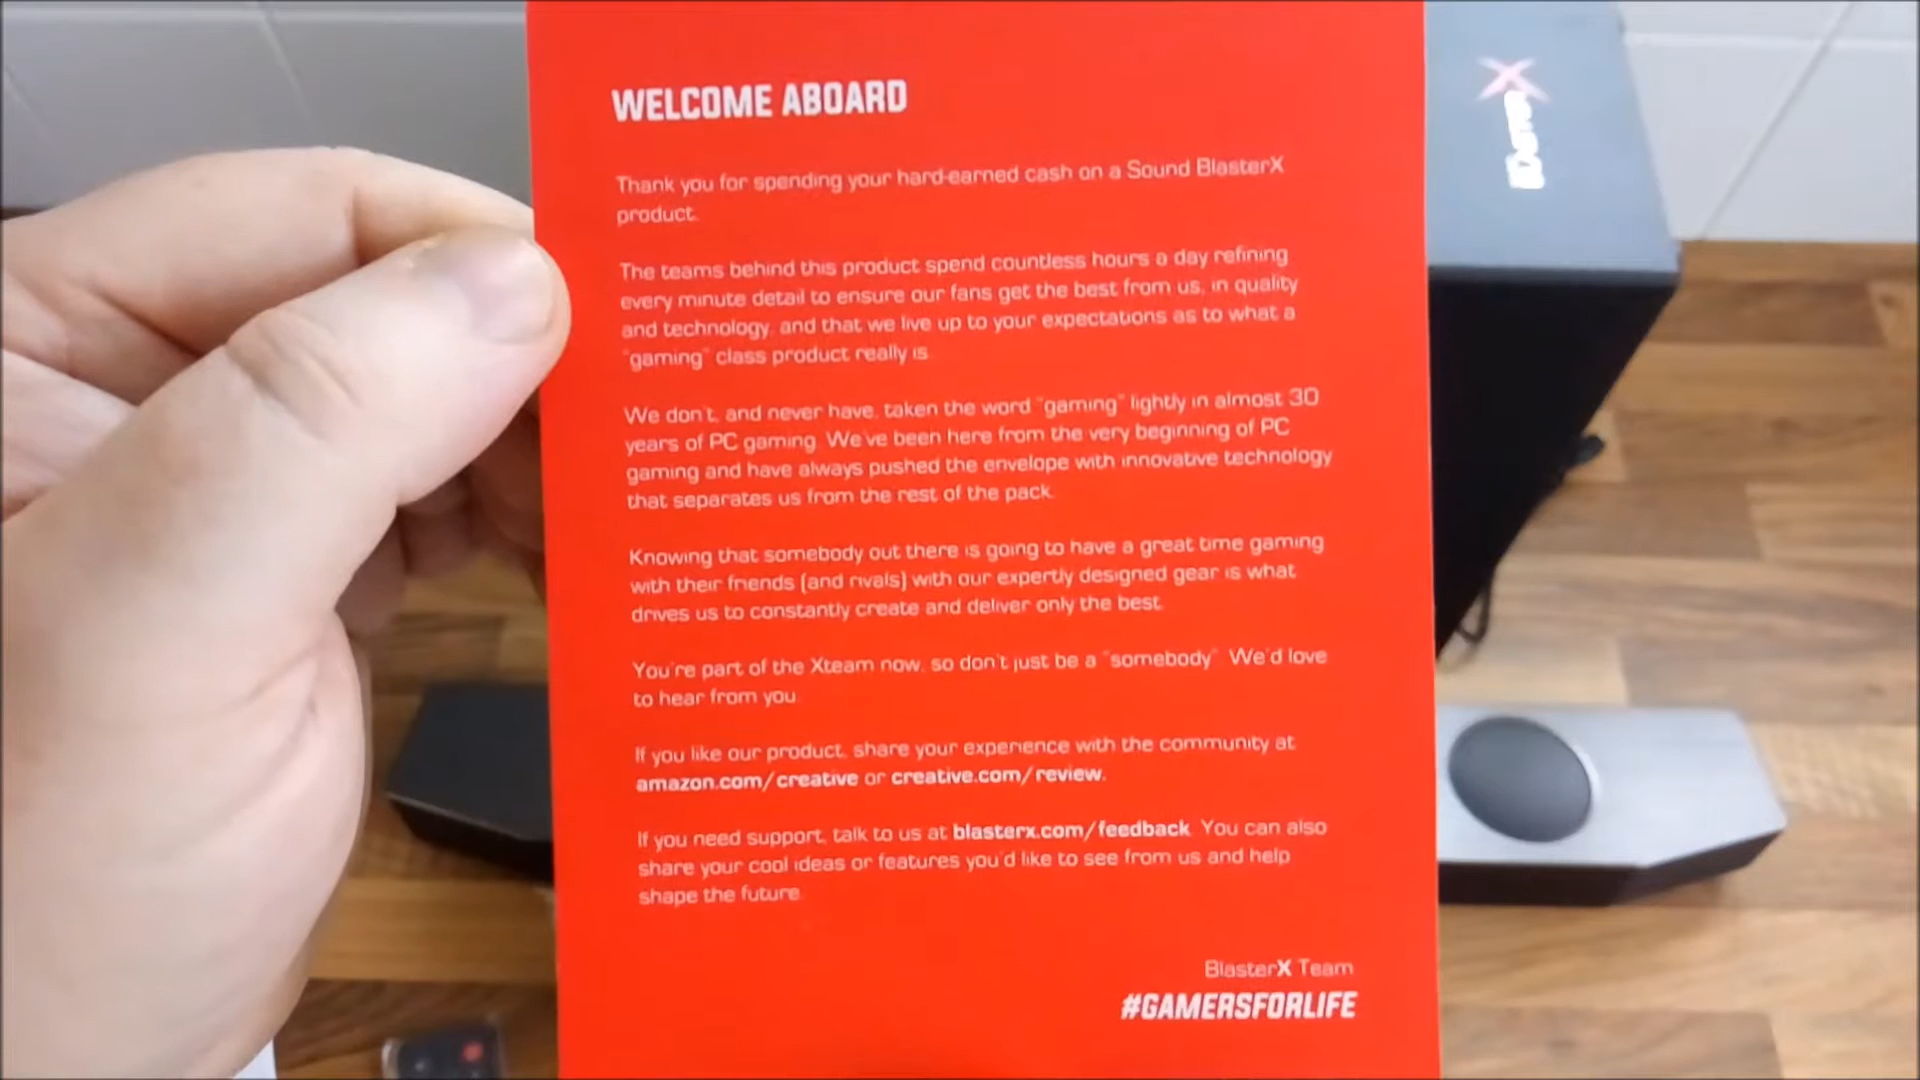 WELCOME ABOARD
Thank you for spending your hard-earned cash on a Sound BlasterX
product.
The teams behind this product spend countless hours a day refining
every minute detail to ensure our fans get the best from us, in quality
and technology, and that we live up to your expectations as to what a
"gaming" class product really is.
We don't, and never have, taken the word "gaming" lightly in almost 30
years of PC gaming. We've been here from the very beginning of PC
gaming and have always pushed the envelope with innovative technology
that separates us from the rest of the pack.
Knowing that somebody out there is going to have a great time gaming
with their friends (and rivals) with our expertly designed gear is what
drives us to constantly create and deliver only the best.
You're part of the Xteam now, so don't just be a "somebody". We'd love
to hear from you.
If you like our product, share your experience with the community at
amazon.com/creative or creative.com/review.
If you need support, talk to us at blasterx.com/feedback. You can also
share your cool ideas or features you'd like to see from us and help
shape the future.
BlasterX Team
#GAMERSFORLIFE